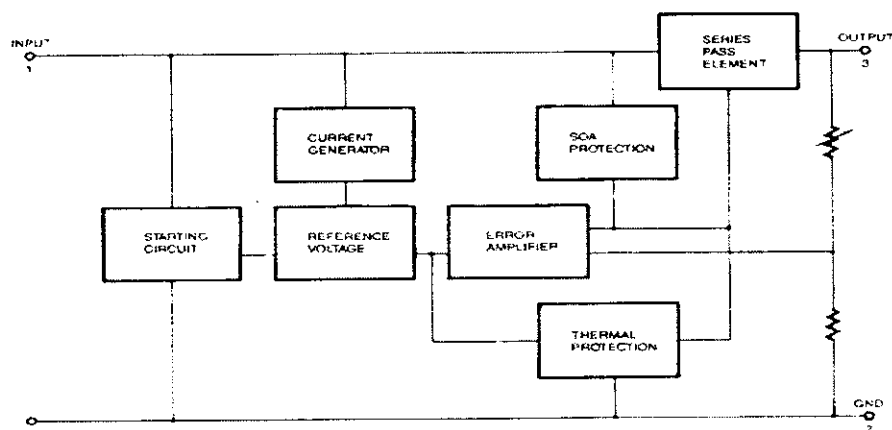 INPUT
1
SERIES
PASS
ELEMENT
OUTPUT
3
CURRENT
GENERATOR
SOA
PROTECTION
STARTING
CIRCUIT
REFERENCE
VOLTAGE
ERROR
AMPLIFIER
THERMAL
PROTECTION
GND
2